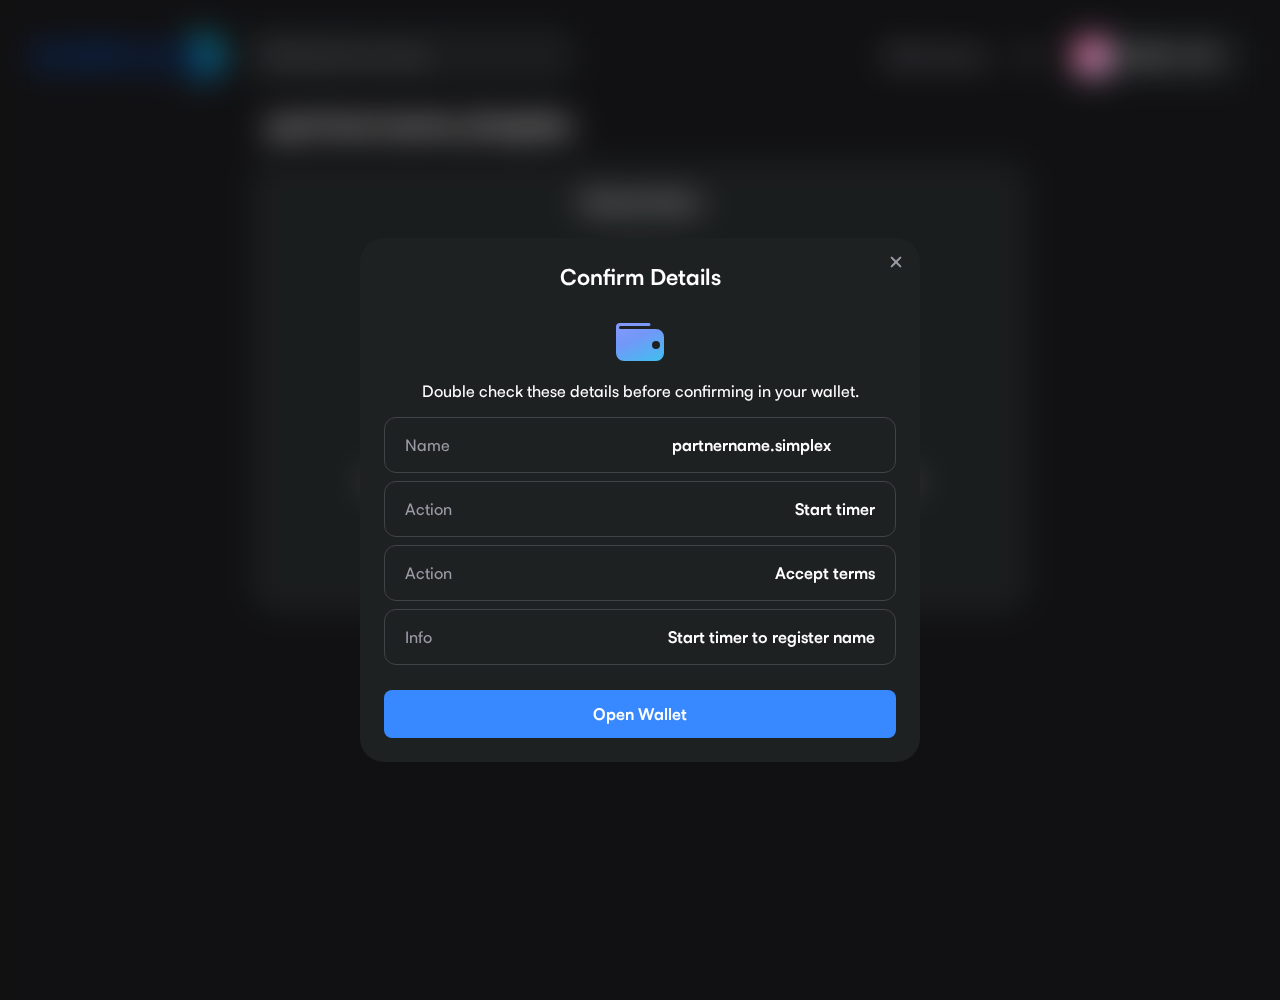 Confirm Details
Double check these details before confirming in your wallet.
Name partnername.simplex
Action Start timer
Action Accept terms
Info Start timer to register name
Open Wallet